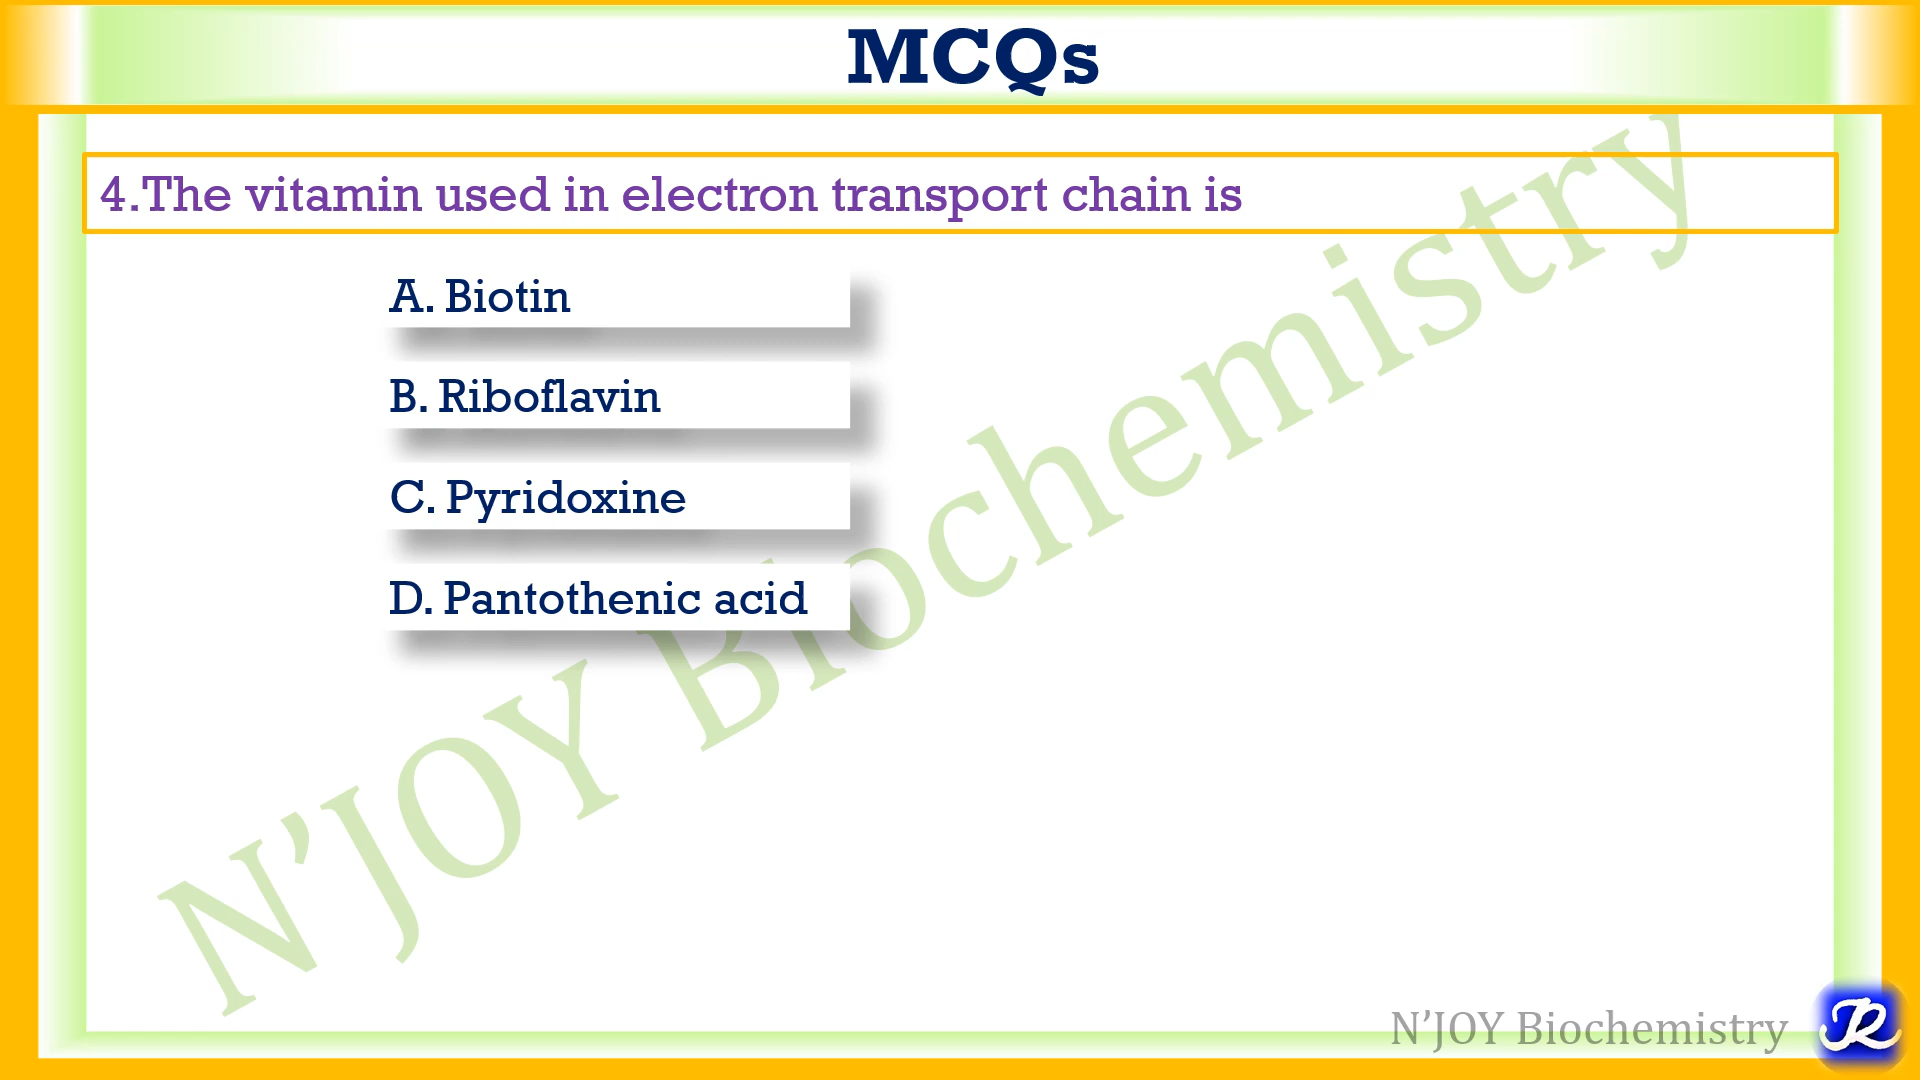 MCQs
4.The vitamin used in electron transport chain is
A. Biotin
B. Riboflavin
C. Pyridoxine
D. Pantothenic acid
N’JOY Biochemistry
N’JOY Biochemistry
R